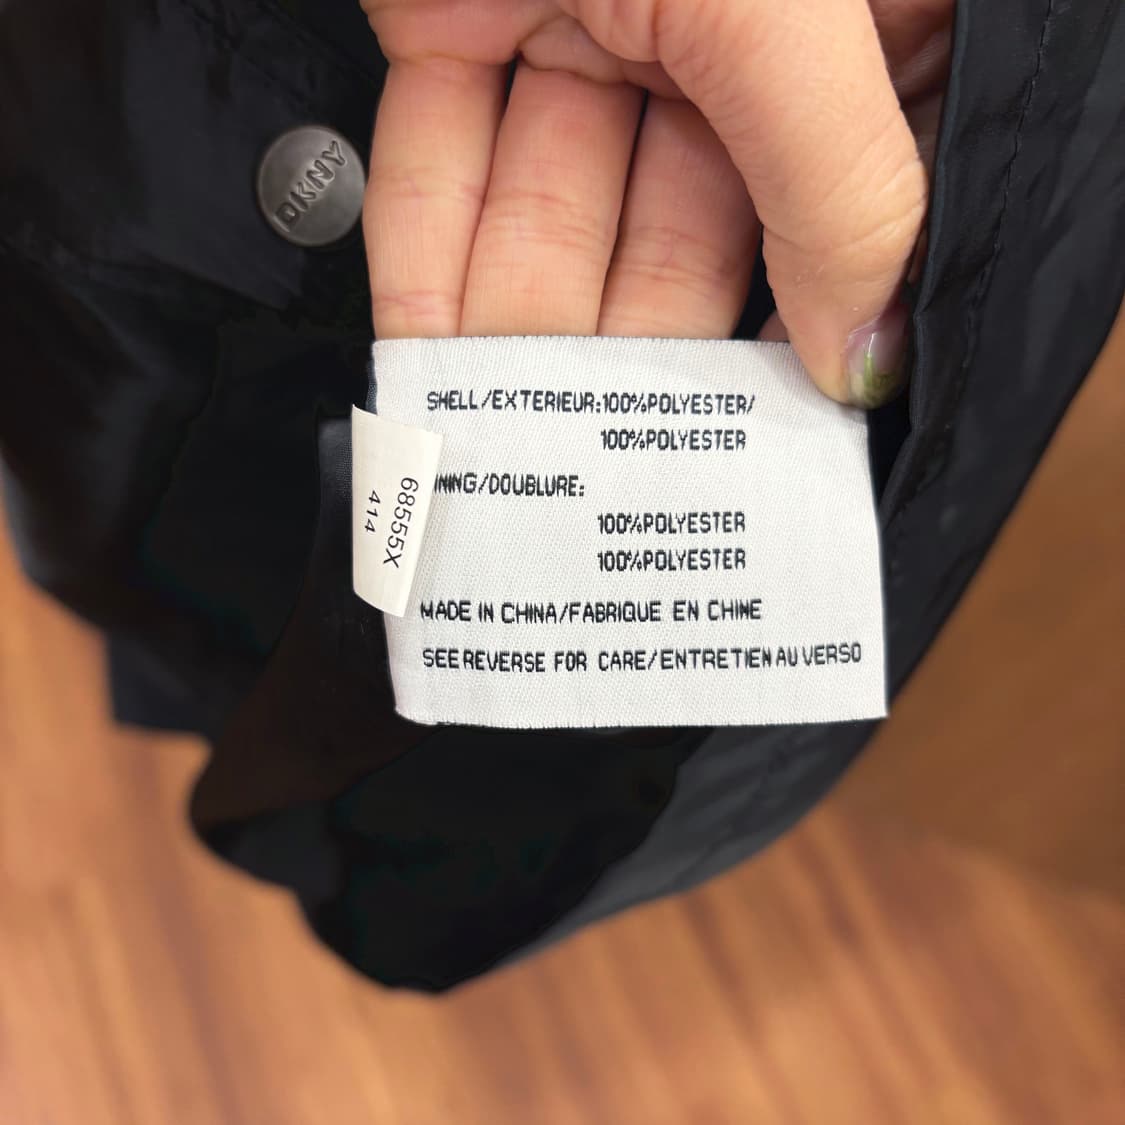 DKNY
SHELL/EXTERIEUR:100%POLYESTER/
100%POLYESTER
NING/DOUBLURE:
100%POLYESTER
100%POLYESTER
MADE IN CHINA/FABRIQUE EN CHINE
SEE REVERSE FOR CARE/ENTRETIEN AU VERSO
68555X
414